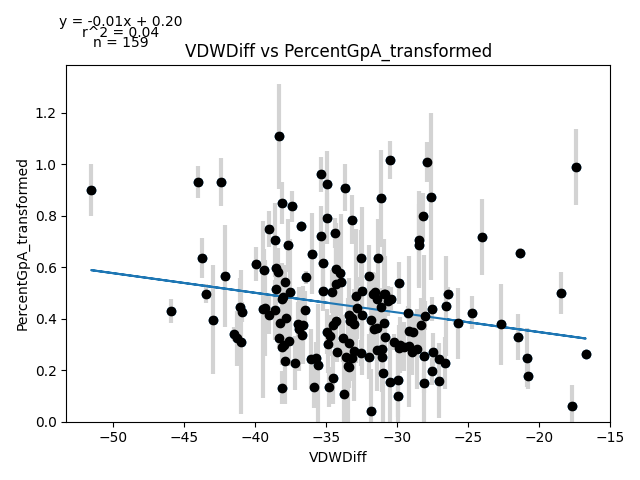 y = -0.01x + 0.20
r^2 = 0.04
n = 159
VDWDiff vs PercentGpA_transformed
PercentGpA_transformed
1.2
1.0
0.8
0.6
0.4
0.2
0.0
−50 −45 −40 −35 −30 −25 −20 −15
VDWDiff